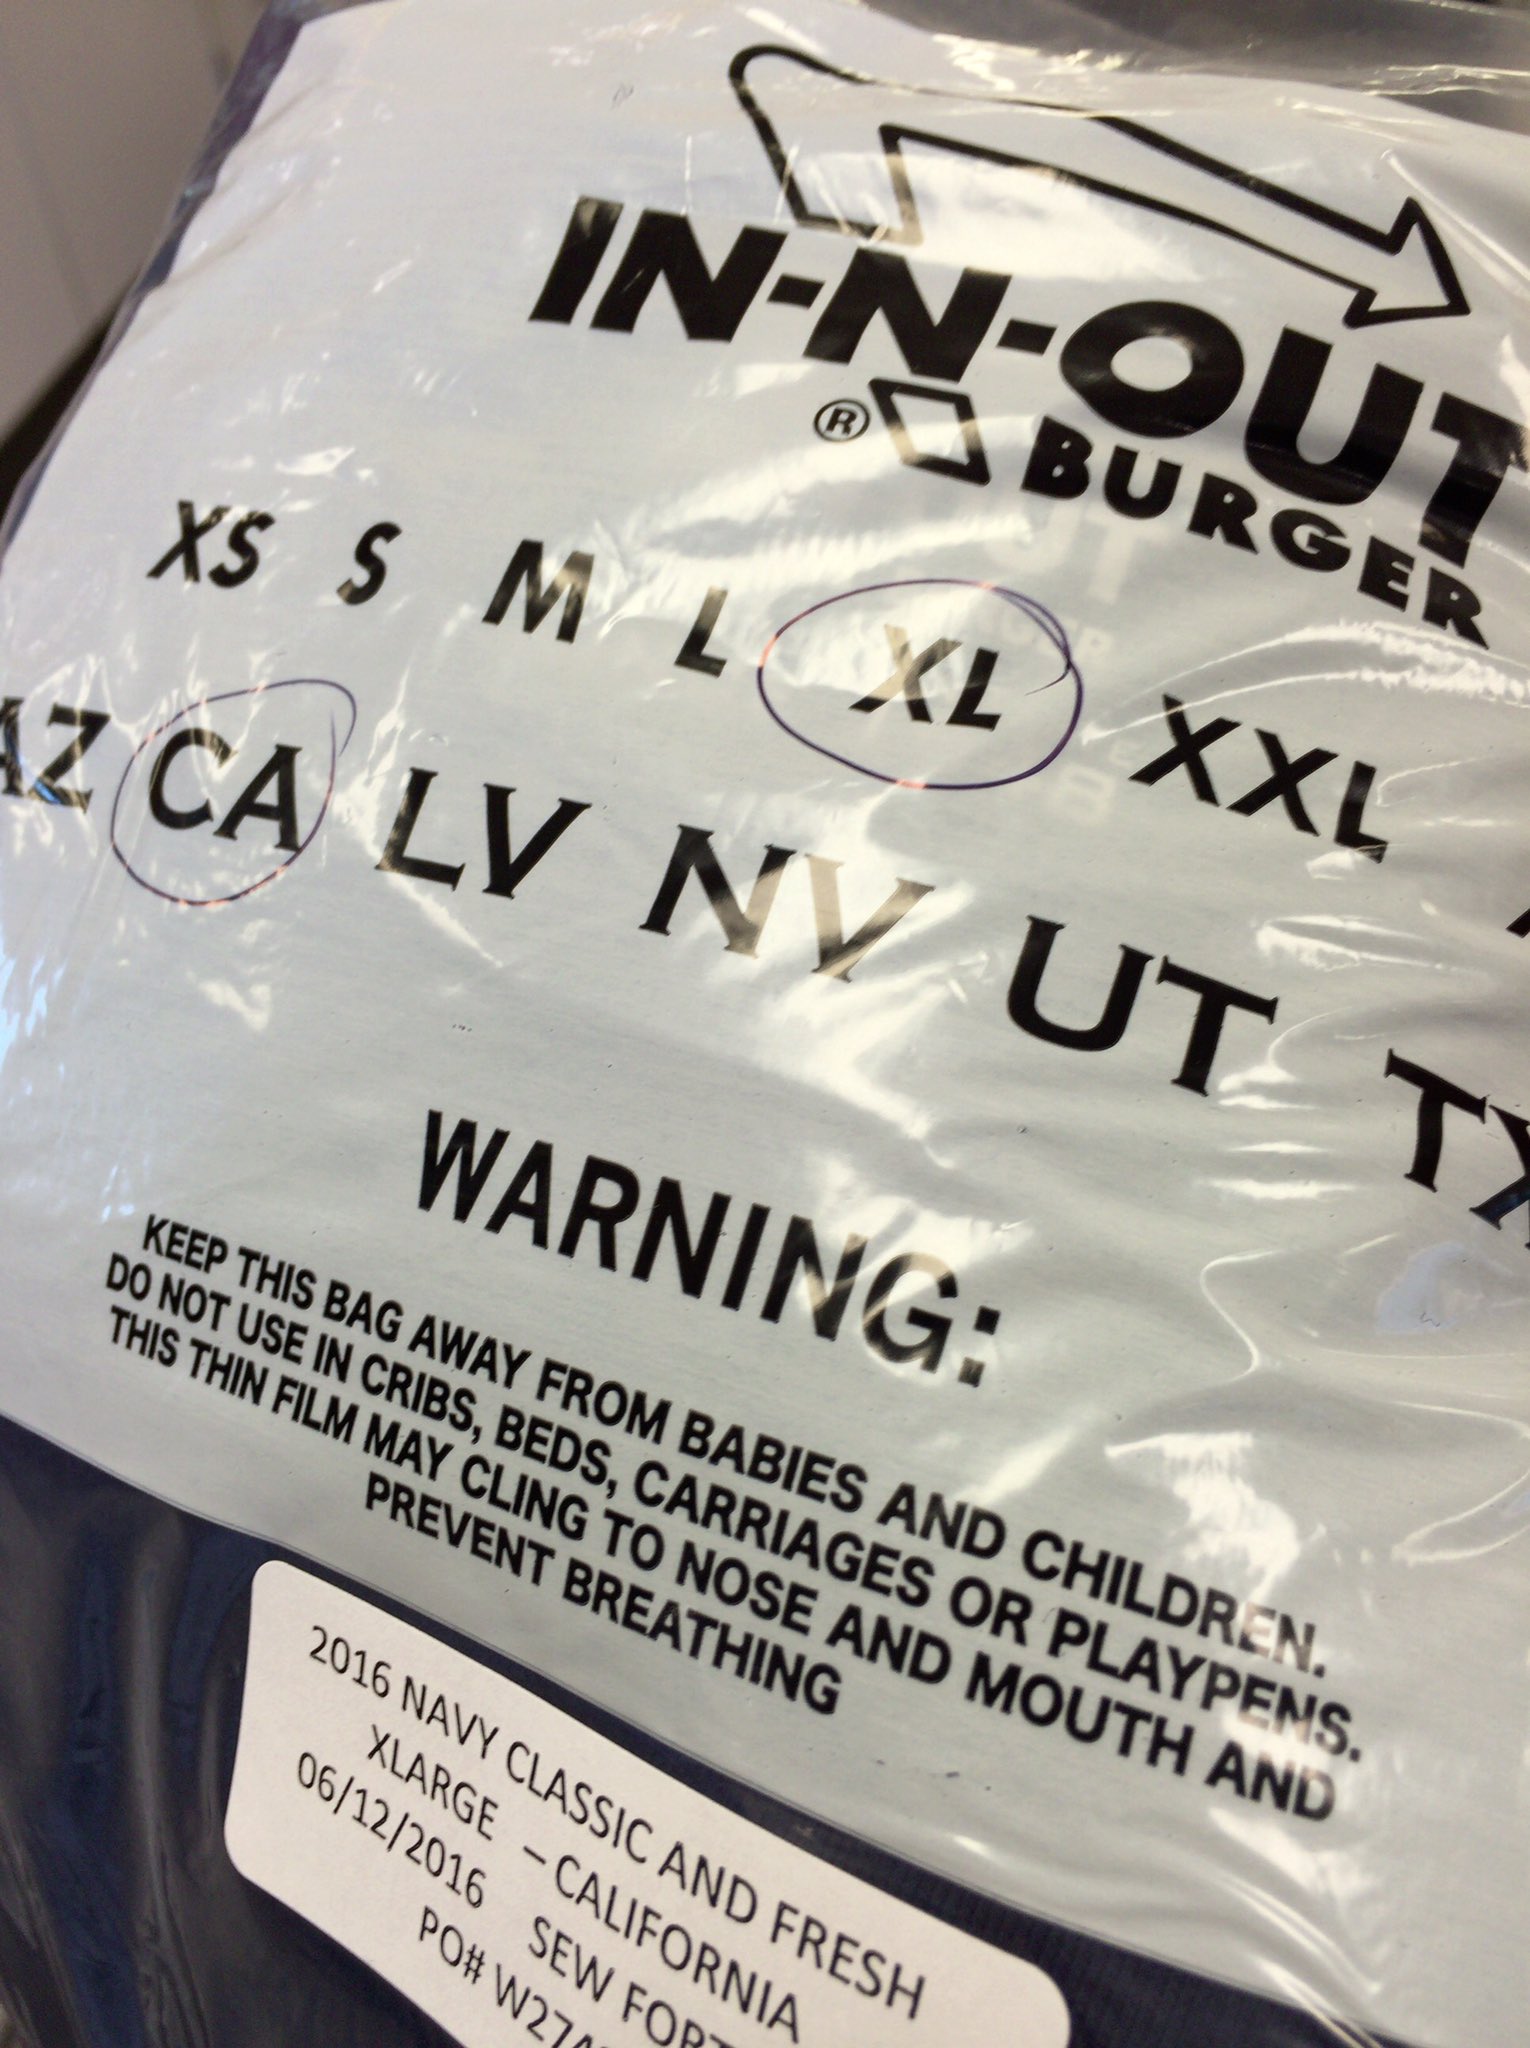 IN-N-OUT
® BURGER
XS S M L XL XXL
AZ CA LV NV UT TX
WARNING:
KEEP THIS BAG AWAY FROM BABIES AND CHILDREN.
DO NOT USE IN CRIBS, BEDS, CARRIAGES OR PLAYPENS.
THIS THIN FILM MAY CLING TO NOSE AND MOUTH AND
PREVENT BREATHING
2016 NAVY CLASSIC AND FRESH
XLARGE – CALIFORNIA
06/12/2016 SEW
PO#